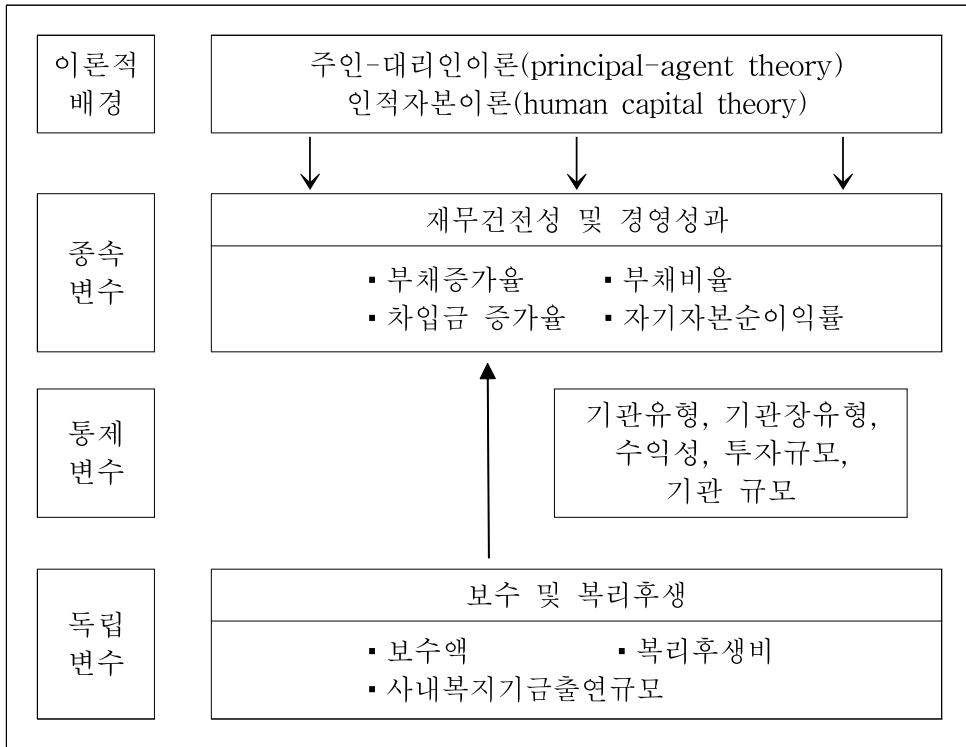 이론적
배경
주인-대리인이론(principal-agent theory)
인적자본이론(human capital theory)
종속
변수
재무건전성 및 경영성과
▪ 부채증가율 ▪ 부채비율
▪ 차입금 증가율 ▪ 자기자본순이익률
통제
변수
기관유형, 기관장유형,
수익성, 투자규모,
기관 규모
독립
변수
보수 및 복리후생
▪ 보수액 ▪ 복리후생비
▪ 사내복지기금출연규모